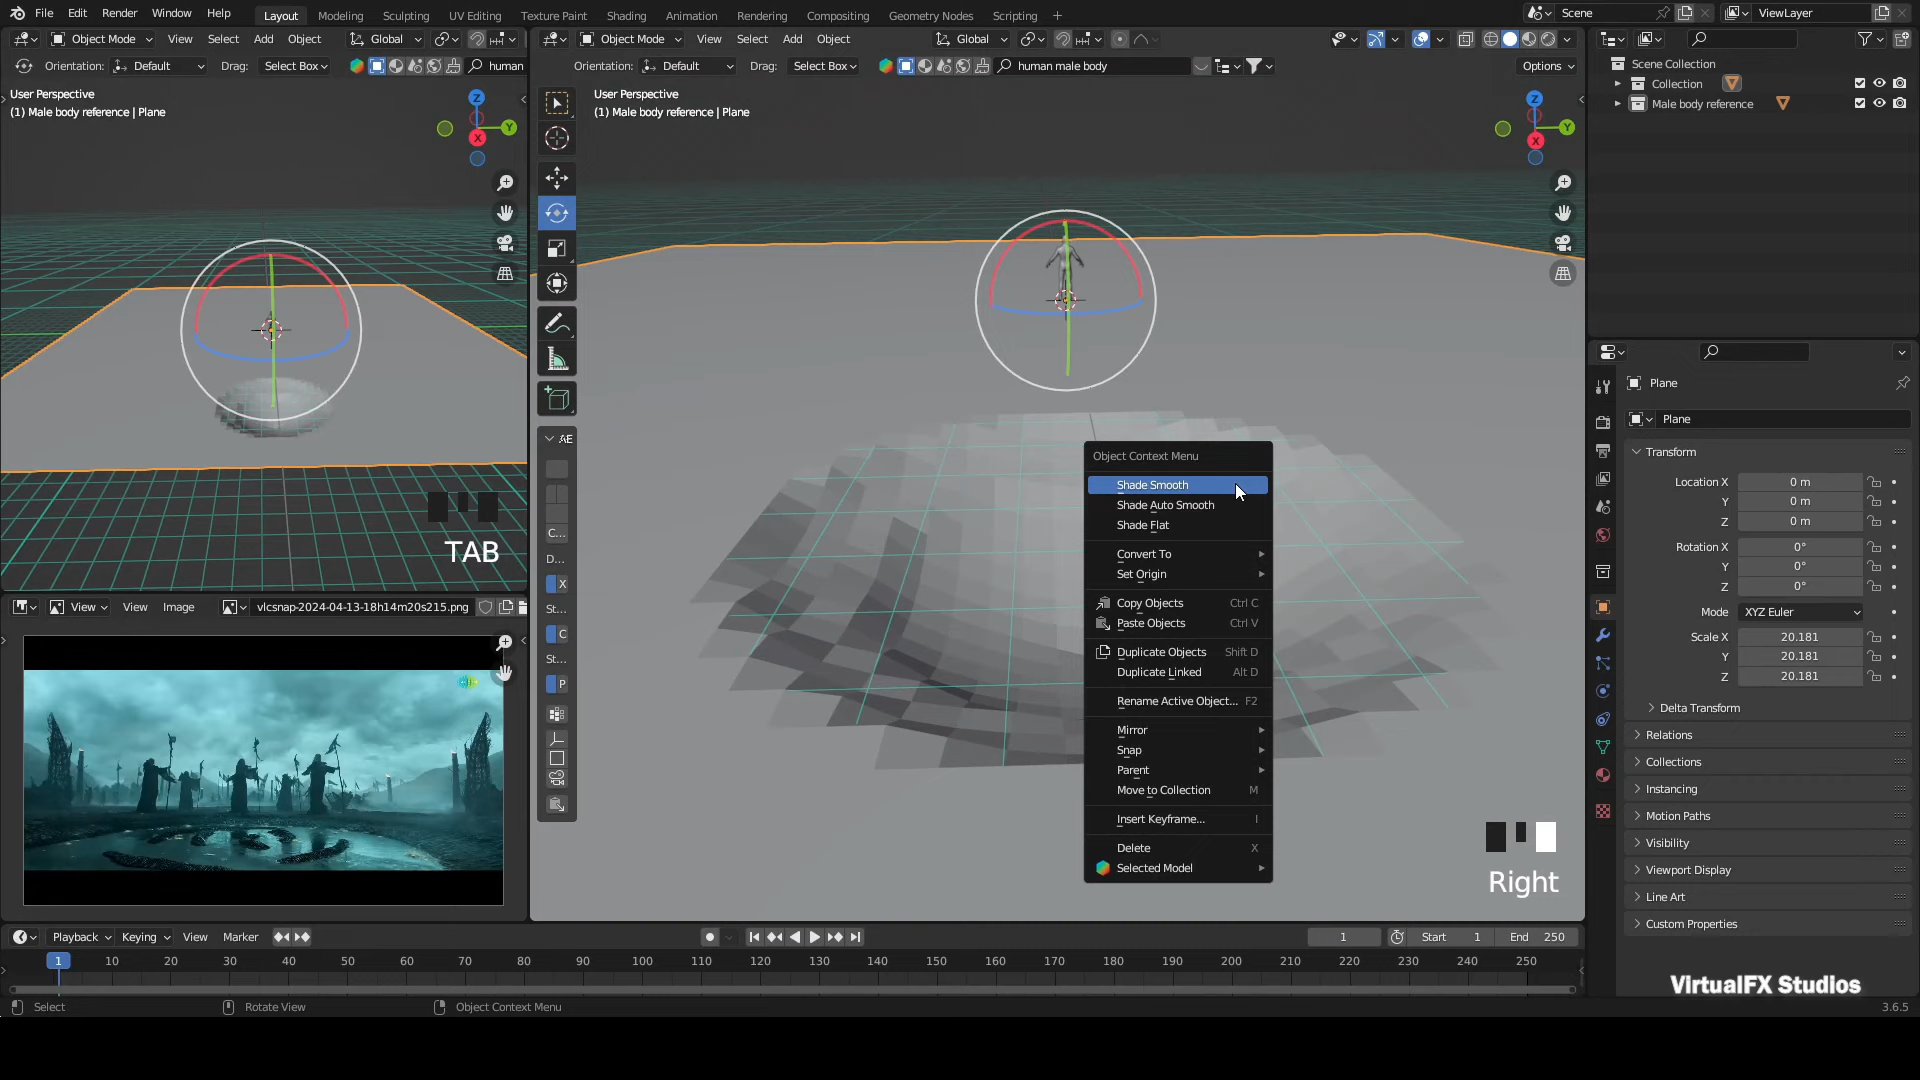 File Edit Render Window Help Layout Modeling Sculpting UV Editing Texture Paint Shading Animation Rendering Compositing Geometry Nodes Scripting + Scene ViewLayer
Object Mode View Select Add Object Global
Object Mode View Select Add Object Global
Orientation: Default Drag: Select Box human
Orientation: Default Drag: Select Box human male body Options
User Perspective
(1) Male body reference | Plane
User Perspective
(1) Male body reference | Plane
Z
Y
X
Z
Y
X
Scene Collection
Collection
Male body reference
AE
C...
D...
X
St...
C
St...
P
TAB
Object Context Menu
Shade Smooth
Shade Auto Smooth
Shade Flat
Convert To
Set Origin
Copy Objects Ctrl C
Paste Objects Ctrl V
Duplicate Objects Shift D
Duplicate Linked Alt D
Rename Active Object... F2
Mirror
Snap
Parent
Move to Collection M
Insert Keyframe... I
Delete X
Selected Model
Right
View View Image vlcsnap-2024-04-13-18h14m20s215.png
Plane
Plane
Transform
Location X 0 m
Y 0 m
Z 0 m
Rotation X 0°
Y 0°
Z 0°
Mode XYZ Euler
Scale X 20.181
Y 20.181
Z 20.181
Delta Transform
Relations
Collections
Instancing
Motion Paths
Visibility
Viewport Display
Line Art
Custom Properties
Playback Keying View Marker 1 Start 1 End 250
1 10 20 30 40 50 60 70 80 90 100 110 120 130 140 150 160 170 180 190 200 210 220 230 240 250
VirtualFX Studios
Select Rotate View Object Context Menu 3.6.5